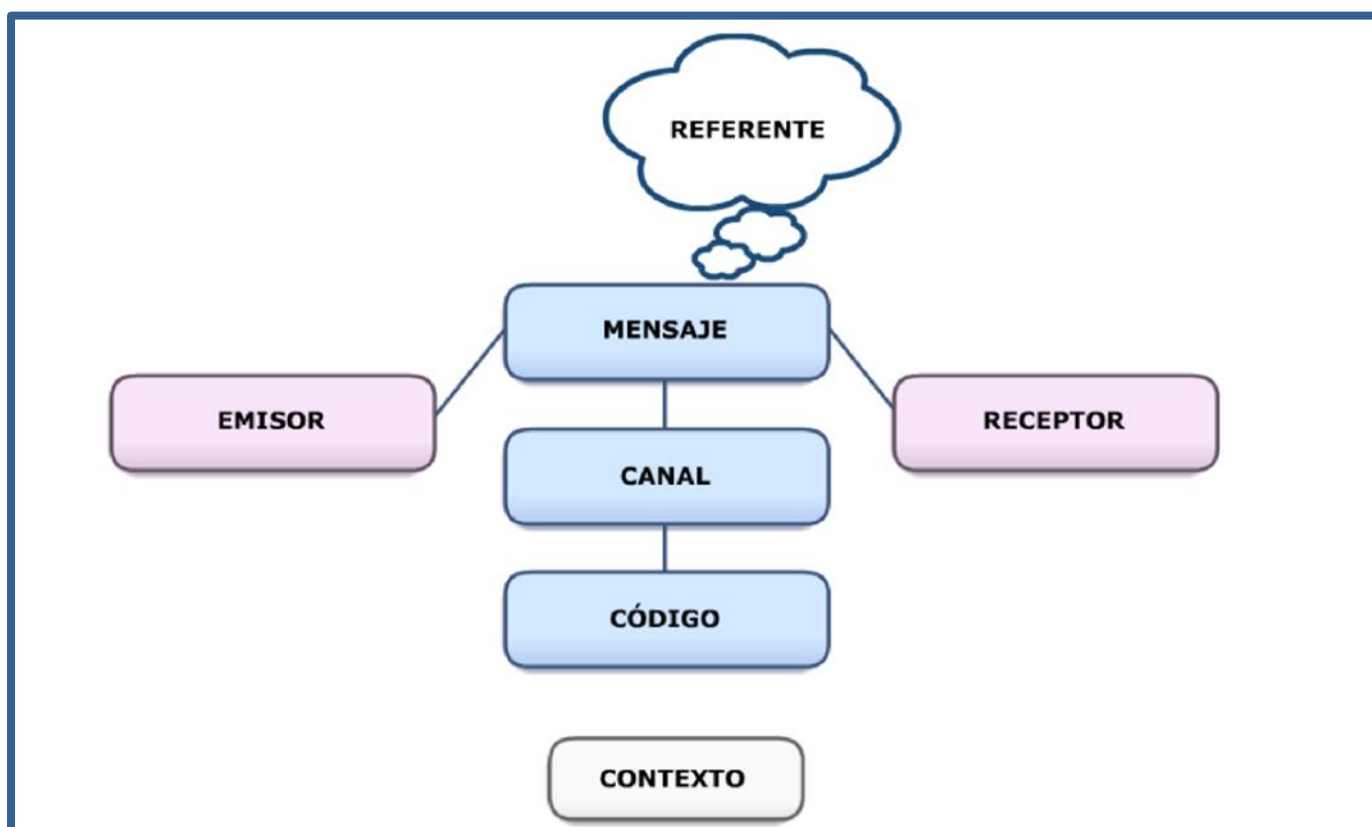 REFERENTE
MENSAJE
EMISOR
RECEPTOR
CANAL
CÓDIGO
CONTEXTO